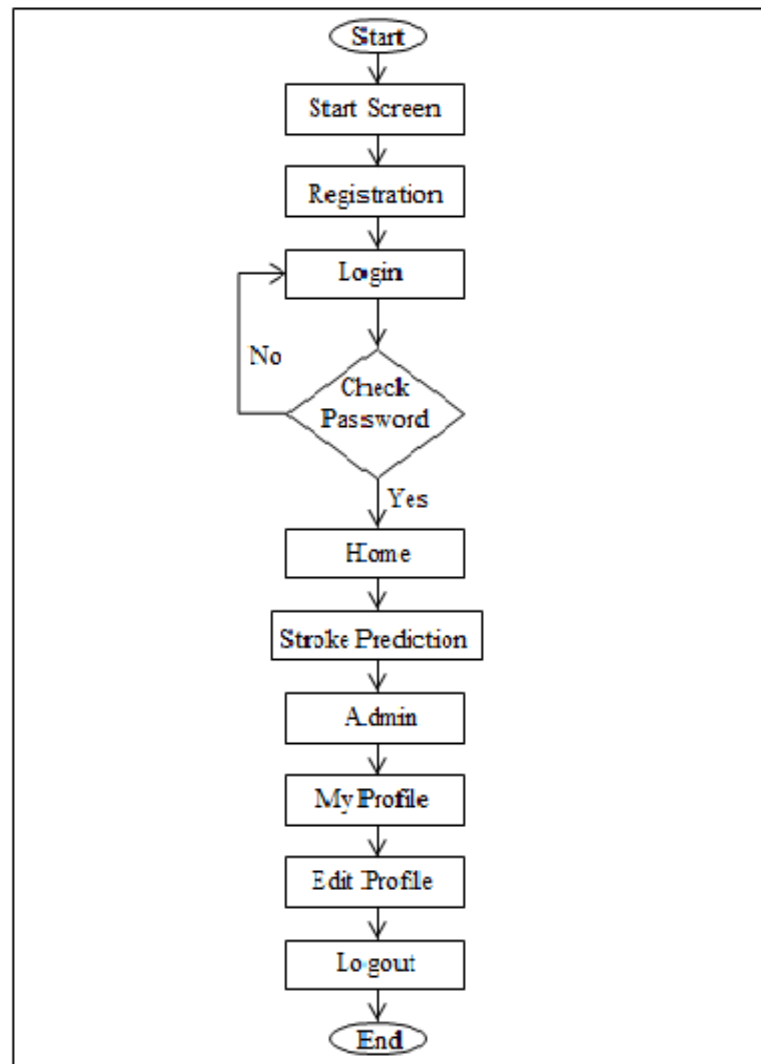 Start
Start Screen
Registration
Login
No
Check
Password
Yes
Home
Stroke Prediction
Admin
My Profile
Edit Profile
Logout
End